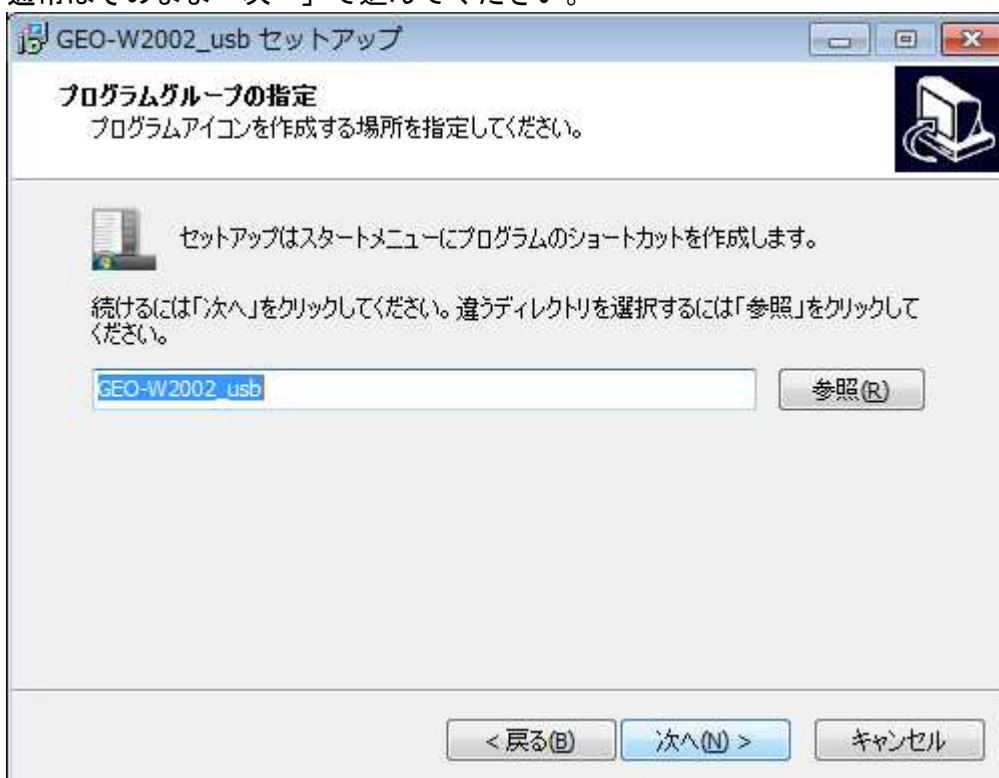 GEO-W2002_usb セットアップ
プログラムグループの指定
プログラムアイコンを作成する場所を指定してください。
セットアップはスタートメニューにプログラムのショートカットを作成します。
続けるには「次へ」をクリックしてください。違うディレクトリを選択するには「参照」をクリックして
ください。
GEO-W2002_usb
参照(R)
< 戻る(B)
次へ(N) >
キャンセル